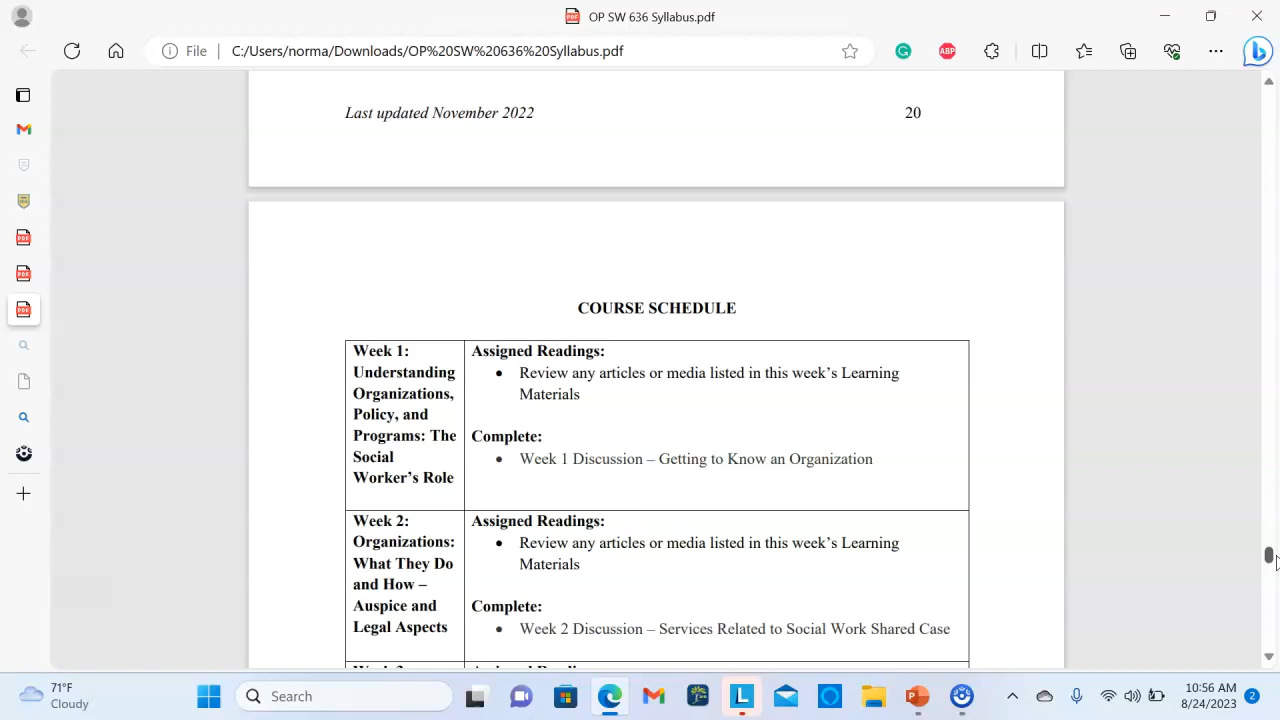 OP SW 636 Syllabus.pdf
File
C:/Users/norma/Downloads/OP%20SW%20636%20Syllabus.pdf
ABP
Last updated November 2022
20
COURSE SCHEDULE
Week 1:
Understanding
Organizations,
Policy, and
Programs: The
Social
Worker’s Role
Assigned Readings:
• Review any articles or media listed in this week’s Learning
Materials
Complete:
• Week 1 Discussion – Getting to Know an Organization
Week 2:
Organizations:
What They Do
and How –
Auspice and
Legal Aspects
Assigned Readings:
• Review any articles or media listed in this week’s Learning
Materials
Complete:
• Week 2 Discussion – Services Related to Social Work Shared Case
71°F
Cloudy
Search
L
10:56 AM
8/24/2023
2